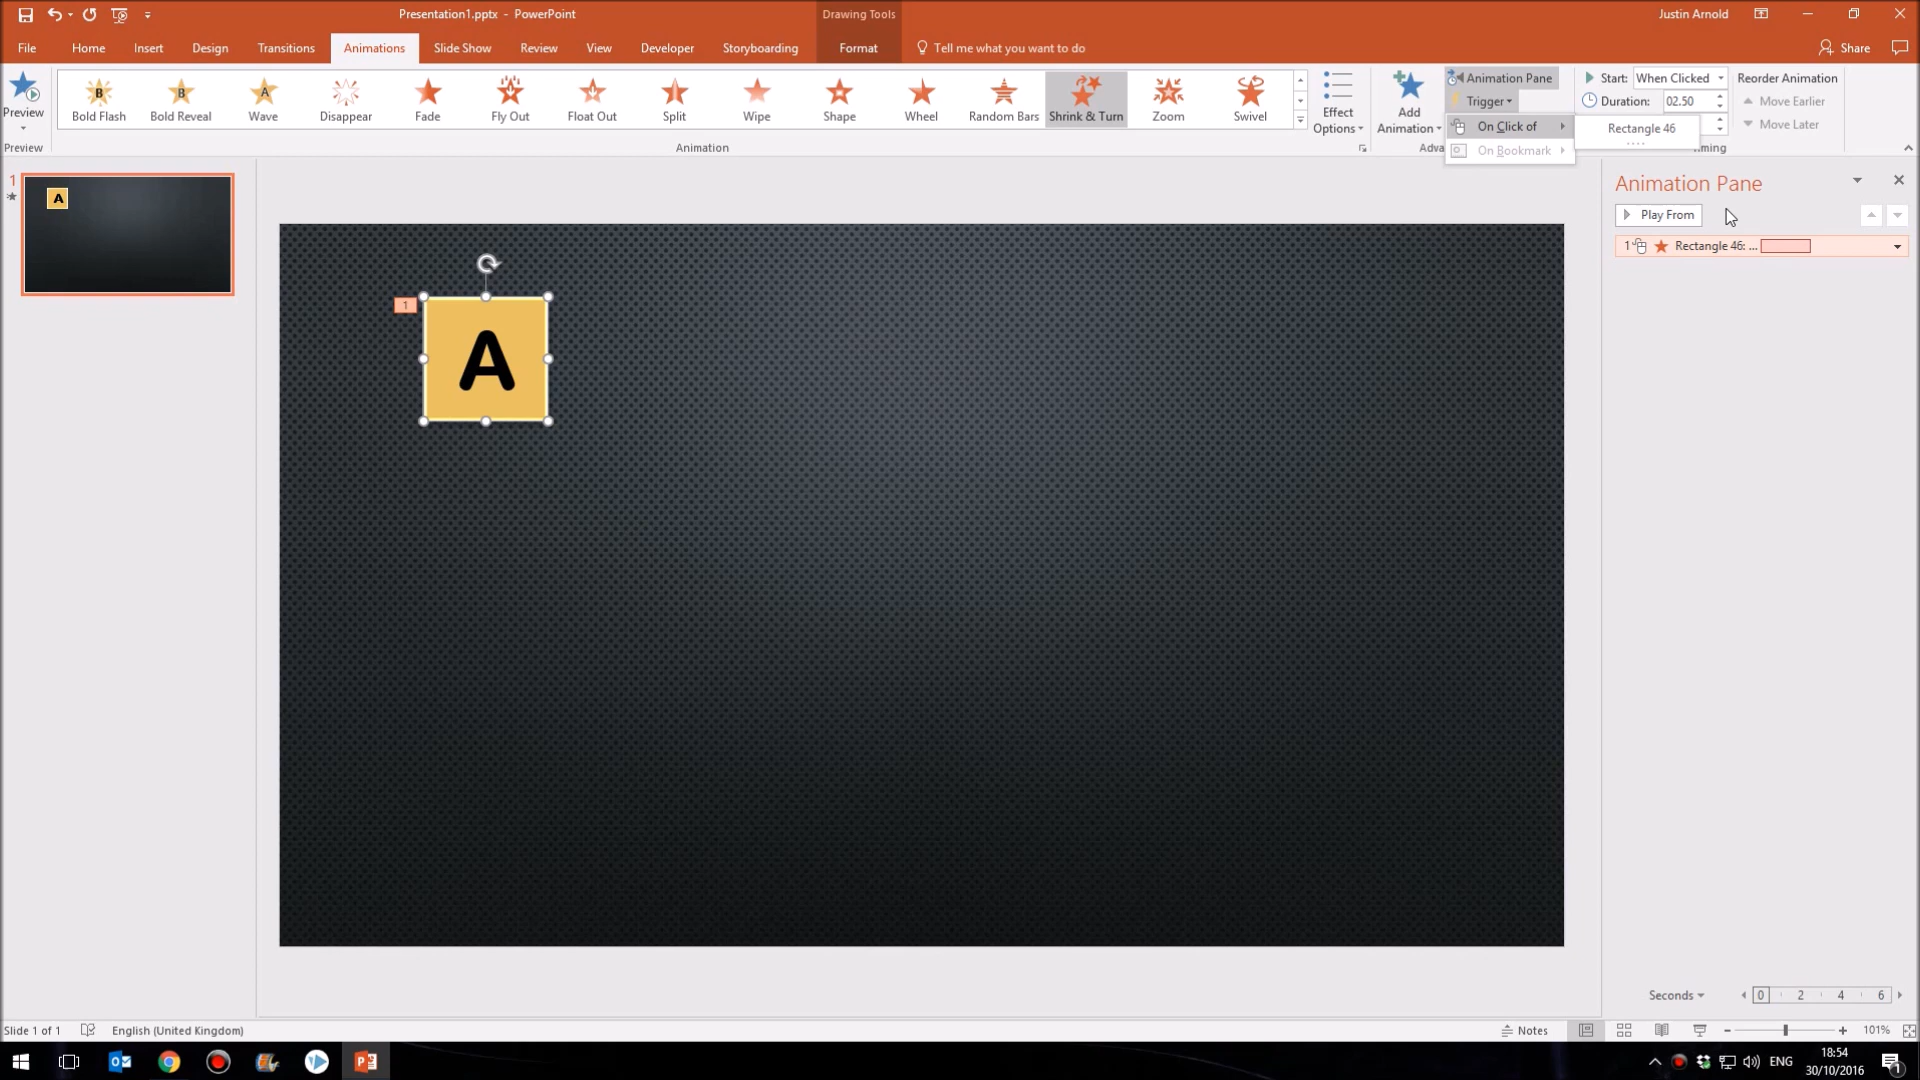 Presentation1.pptx - PowerPoint
Drawing Tools
Justin Arnold
File Home Insert Design Transitions Animations Slide Show Review View Developer Storyboarding Format Tell me what you want to do Share
Preview
Bold Flash Bold Reveal Wave Disappear Fade Fly Out Float Out Split Wipe Shape Wheel Random Bars Shrink & Turn Zoom Swivel
Effect Options
Add Animation
Animation Pane
Trigger
On Click of
On Bookmark
Rectangle 46
Start: When Clicked
Duration: 02.50
Reorder Animation
Move Earlier
Move Later
Preview
Animation
1
A
Animation Pane
Play From
1 Rectangle 46: ...
1
A
Seconds 0 2 4 6
Slide 1 of 1 English (United Kingdom) Notes 101%
ENG
18:54
30/10/2016
1